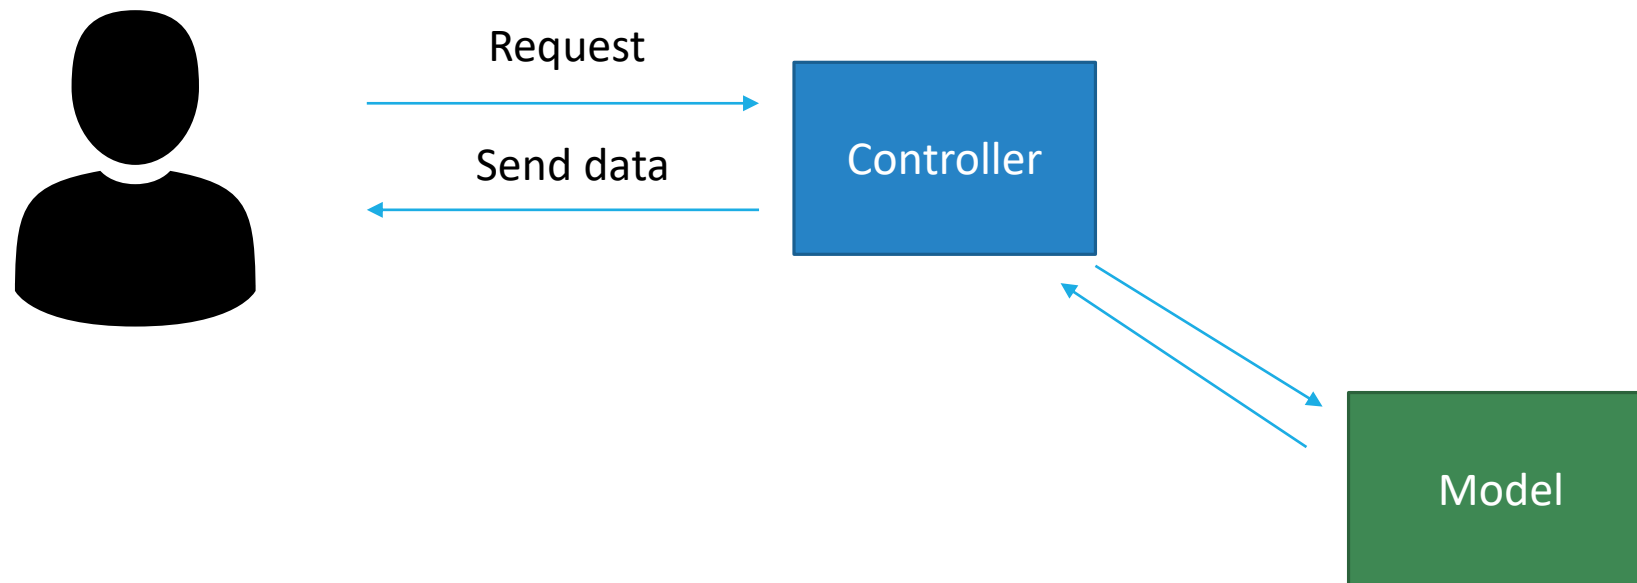 Request
Send data
Controller
Model